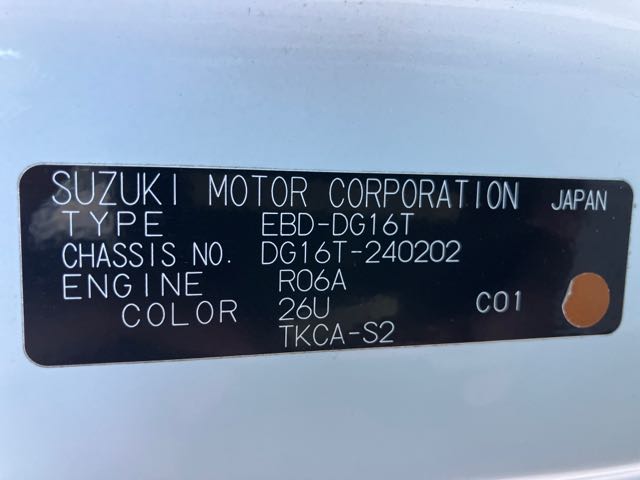 SUZUKI MOTOR CORPORATION JAPAN
TYPE EBD-DG16T
CHASSIS NO. DG16T-240202
ENGINE R06A
COLOR 26U C01
TKCA-S2